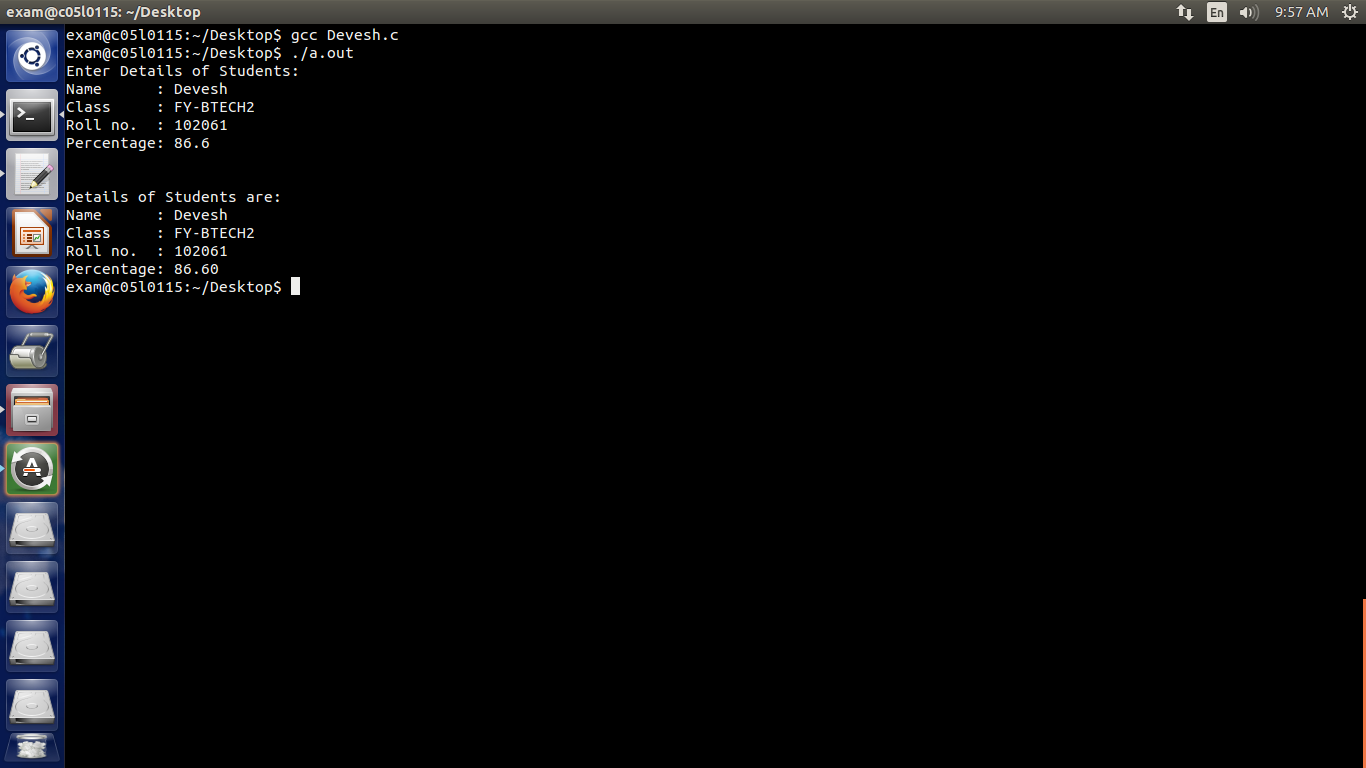 exam@c05l0115: ~/Desktop
En
9:57 AM
exam@c05l0115:~/Desktop$ gcc Devesh.c
exam@c05l0115:~/Desktop$ ./a.out
Enter Details of Students:
Name      : Devesh
Class     : FY-BTECH2
Roll no.  : 102061
Percentage: 86.6
Details of Students are:
Name      : Devesh
Class     : FY-BTECH2
Roll no.  : 102061
Percentage: 86.60
exam@c05l0115:~/Desktop$